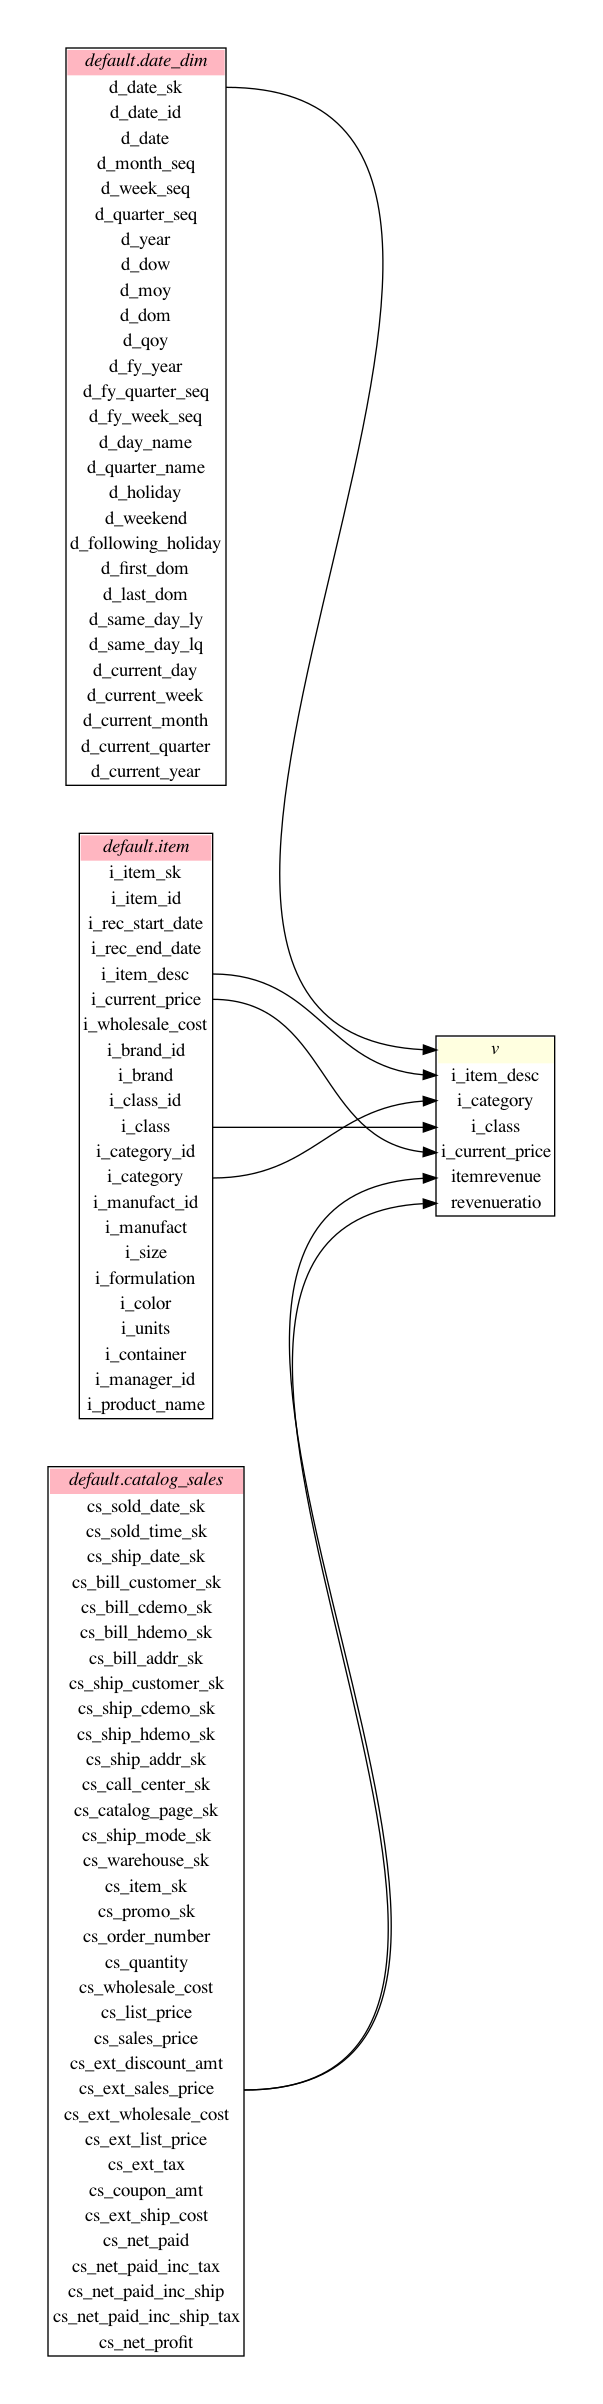 default.date_dim
d_date_sk
d_date_id
d_date
d_month_seq
d_week_seq
d_quarter_seq
d_year
d_dow
d_moy
d_dom
d_qoy
d_fy_year
d_fy_quarter_seq
d_fy_week_seq
d_day_name
d_quarter_name
d_holiday
d_weekend
d_following_holiday
d_first_dom
d_last_dom
d_same_day_ly
d_same_day_lq
d_current_day
d_current_week
d_current_month
d_current_quarter
d_current_year
default.item
i_item_sk
i_item_id
i_rec_start_date
i_rec_end_date
i_item_desc
i_current_price
i_wholesale_cost
i_brand_id
i_brand
i_class_id
i_class
i_category_id
i_category
i_manufact_id
i_manufact
i_size
i_formulation
i_color
i_units
i_container
i_manager_id
i_product_name
v
i_item_desc
i_category
i_class
i_current_price
itemrevenue
revenueratio
default.catalog_sales
cs_sold_date_sk
cs_sold_time_sk
cs_ship_date_sk
cs_bill_customer_sk
cs_bill_cdemo_sk
cs_bill_hdemo_sk
cs_bill_addr_sk
cs_ship_customer_sk
cs_ship_cdemo_sk
cs_ship_hdemo_sk
cs_ship_addr_sk
cs_call_center_sk
cs_catalog_page_sk
cs_ship_mode_sk
cs_warehouse_sk
cs_item_sk
cs_promo_sk
cs_order_number
cs_quantity
cs_wholesale_cost
cs_list_price
cs_sales_price
cs_ext_discount_amt
cs_ext_sales_price
cs_ext_wholesale_cost
cs_ext_list_price
cs_ext_tax
cs_coupon_amt
cs_ext_ship_cost
cs_net_paid
cs_net_paid_inc_tax
cs_net_paid_inc_ship
cs_net_paid_inc_ship_tax
cs_net_profit